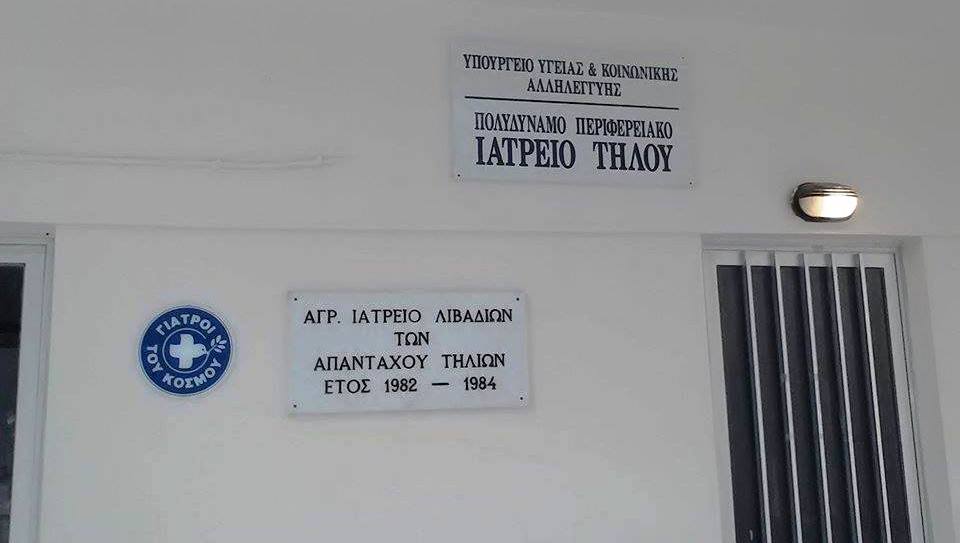 ΥΠΟΥΡΓΕΙΟ ΥΓΕΙΑΣ & ΚΟΙΝΩΝΙΚΗΣ
ΑΛΛΗΛΕΓΓΥΗΣ
ΠΟΛΥΔΥΝΑΜΟ ΠΕΡΙΦΕΡΕΙΑΚΟ
ΙΑΤΡΕΙΟ ΤΗΛΟΥ
ΓΙΑΤΡΟΙ
ΤΟΥ ΚΟΣΜΟΥ
ΑΓΡ. ΙΑΤΡΕΙΟ ΛΙΒΑΔΙΩΝ
ΤΩΝ
ΑΠΑΝΤΑΧΟΥ ΤΗΛΙΩΝ
ΕΤΟΣ 1982 — 1984